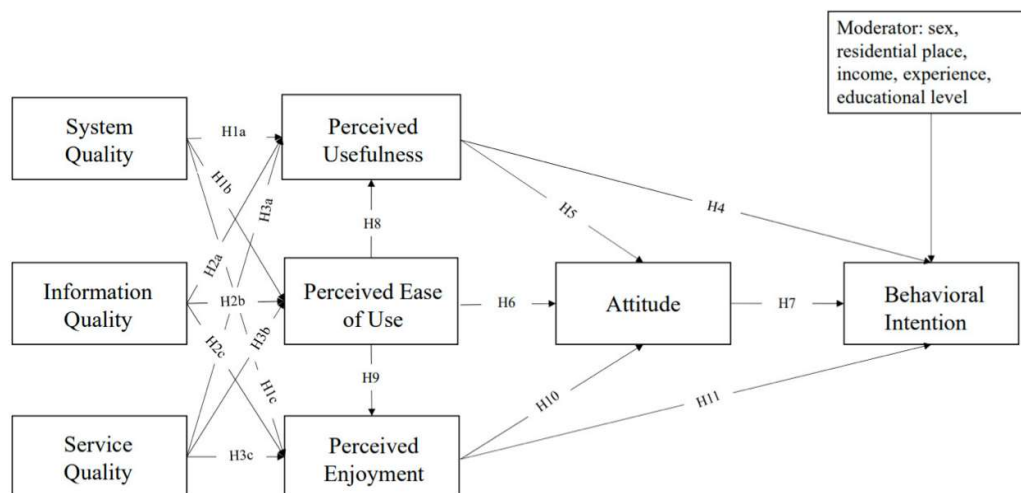 Moderator: sex,
residential place,
income, experience,
educational level
System
Quality
H1a
Perceived
Usefulness
H1b
H3a
H2a
H8
H5
H4
Information
Quality
H2b
Perceived Ease
of Use
H6
Attitude
H7
Behavioral
Intention
H2c
H3b
H1c
H9
H10
H11
Service
Quality
H3c
Perceived
Enjoyment